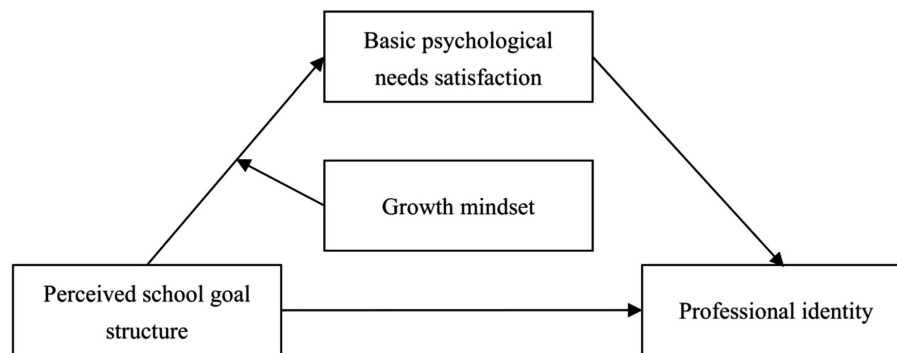 Basic psychological
needs satisfaction
Growth mindset
Perceived school goal
structure
Professional identity